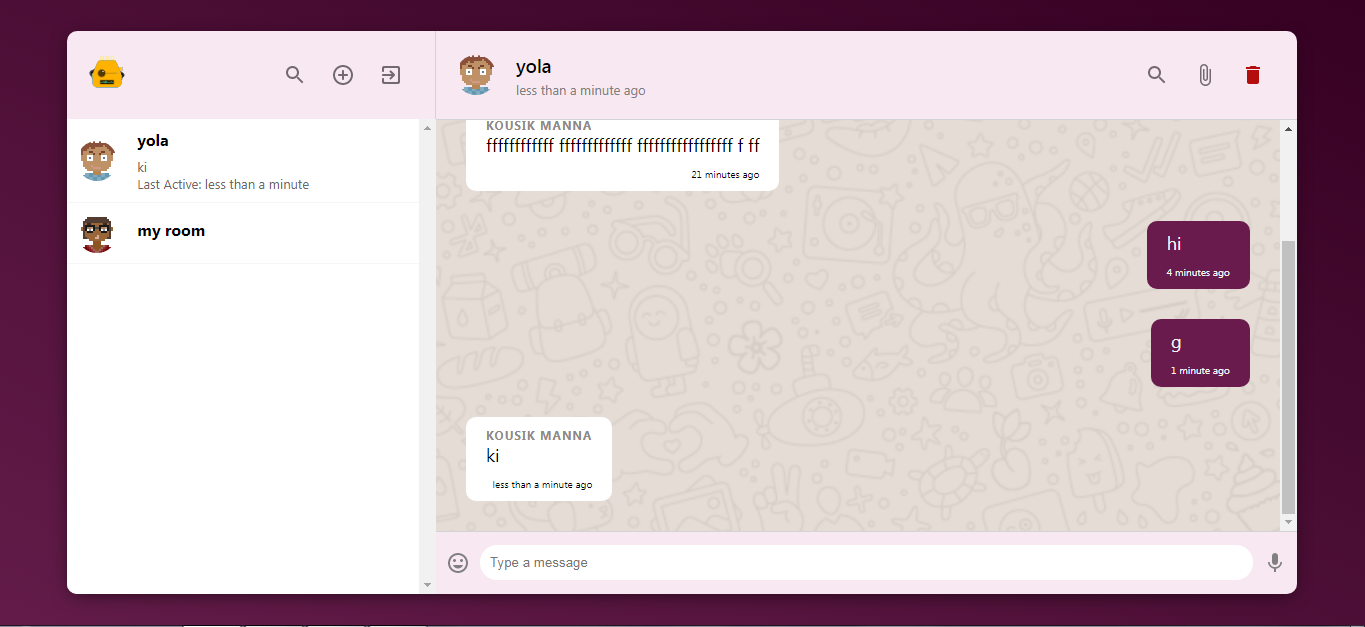 yola
ki
Last Active: less than a minute
my room
yola
less than a minute ago
KOUSIK MANNA
ffffffffffff fffffffffffff fffffffffffffffff f ff
21 minutes ago
hi
4 minutes ago
g
1 minute ago
KOUSIK MANNA
ki
less than a minute ago
Type a message